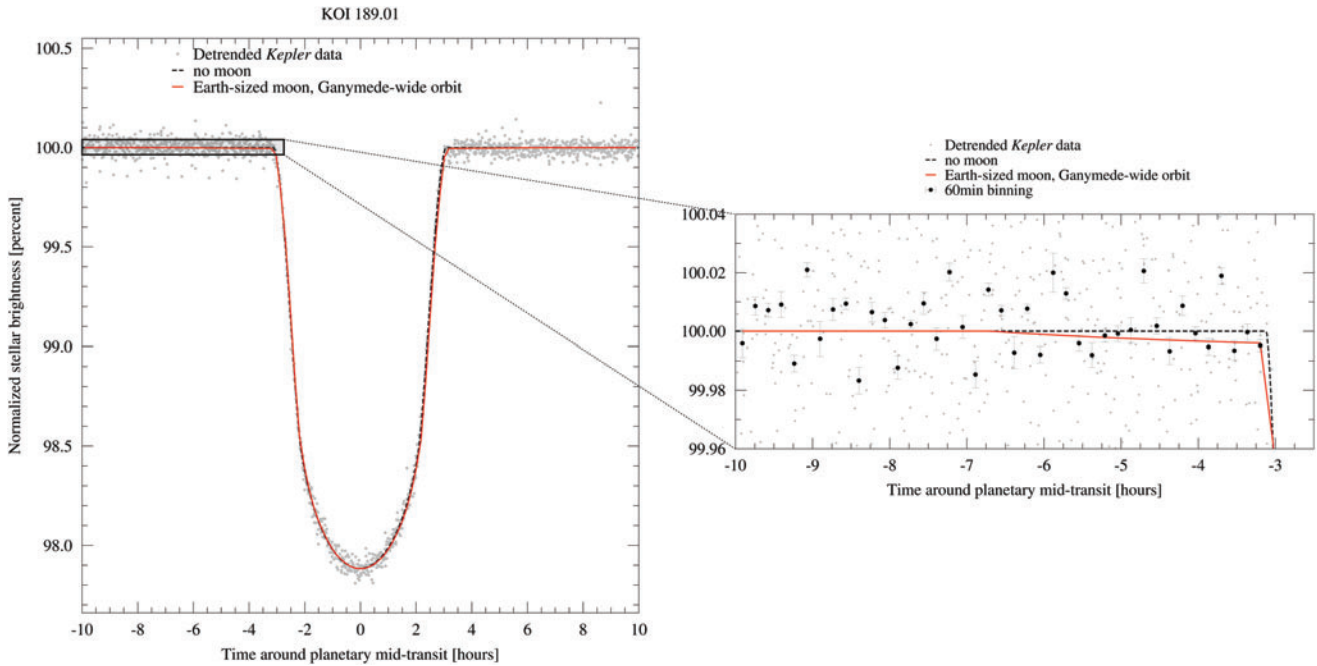 KOI 189.01
100.5
100.0
99.5
99.0
98.5
98.0
Normalized stellar brightness [percent]
Detrended Kepler data
no moon
Earth-sized moon, Ganymede-wide orbit
-10 -8 -6 -4 -2 0 2 4 6 8 10
Time around planetary mid-transit [hours]
Detrended Kepler data
no moon
Earth-sized moon, Ganymede-wide orbit
60min binning
100.04
100.02
100.00
99.98
99.96
-10 -9 -8 -7 -6 -5 -4 -3
Time around planetary mid-transit [hours]